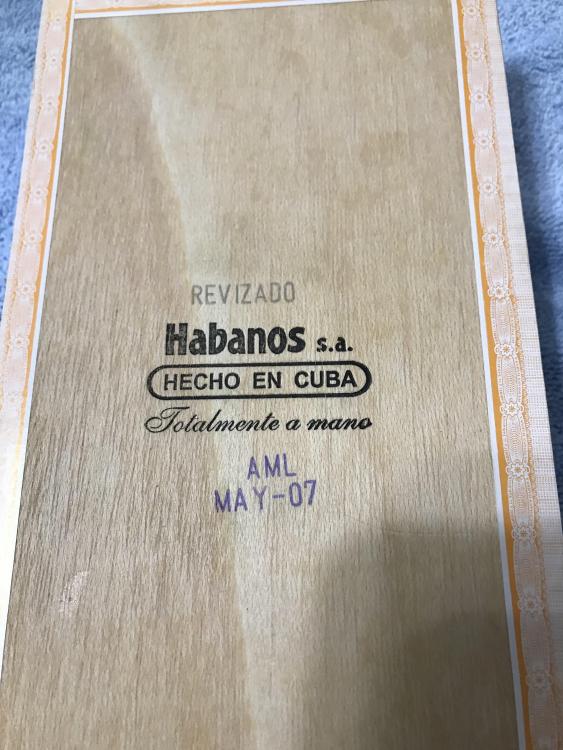 REVIZADO
Habanos s.a.
HECHO EN CUBA
Totalmente a mano
AML
MAY-07